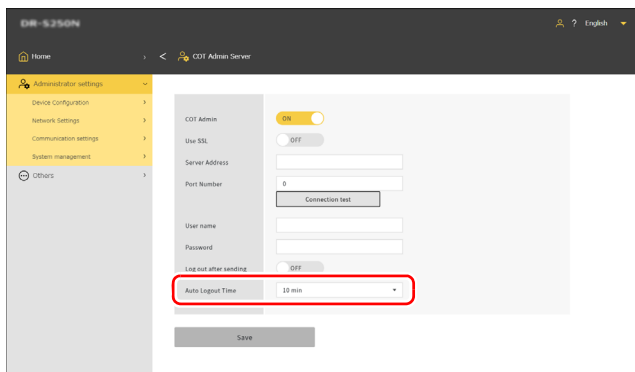 DR-S250N
? English
Home
< COT Admin Server
Administrator settings
Device Configuration
Network Settings
Communication settings
System management
Others
COT Admin ON
Use SSL OFF
Server Address
Port Number 0
Connection test
User name
Password
Log out after sending OFF
Auto Logout Time 10 min
Save